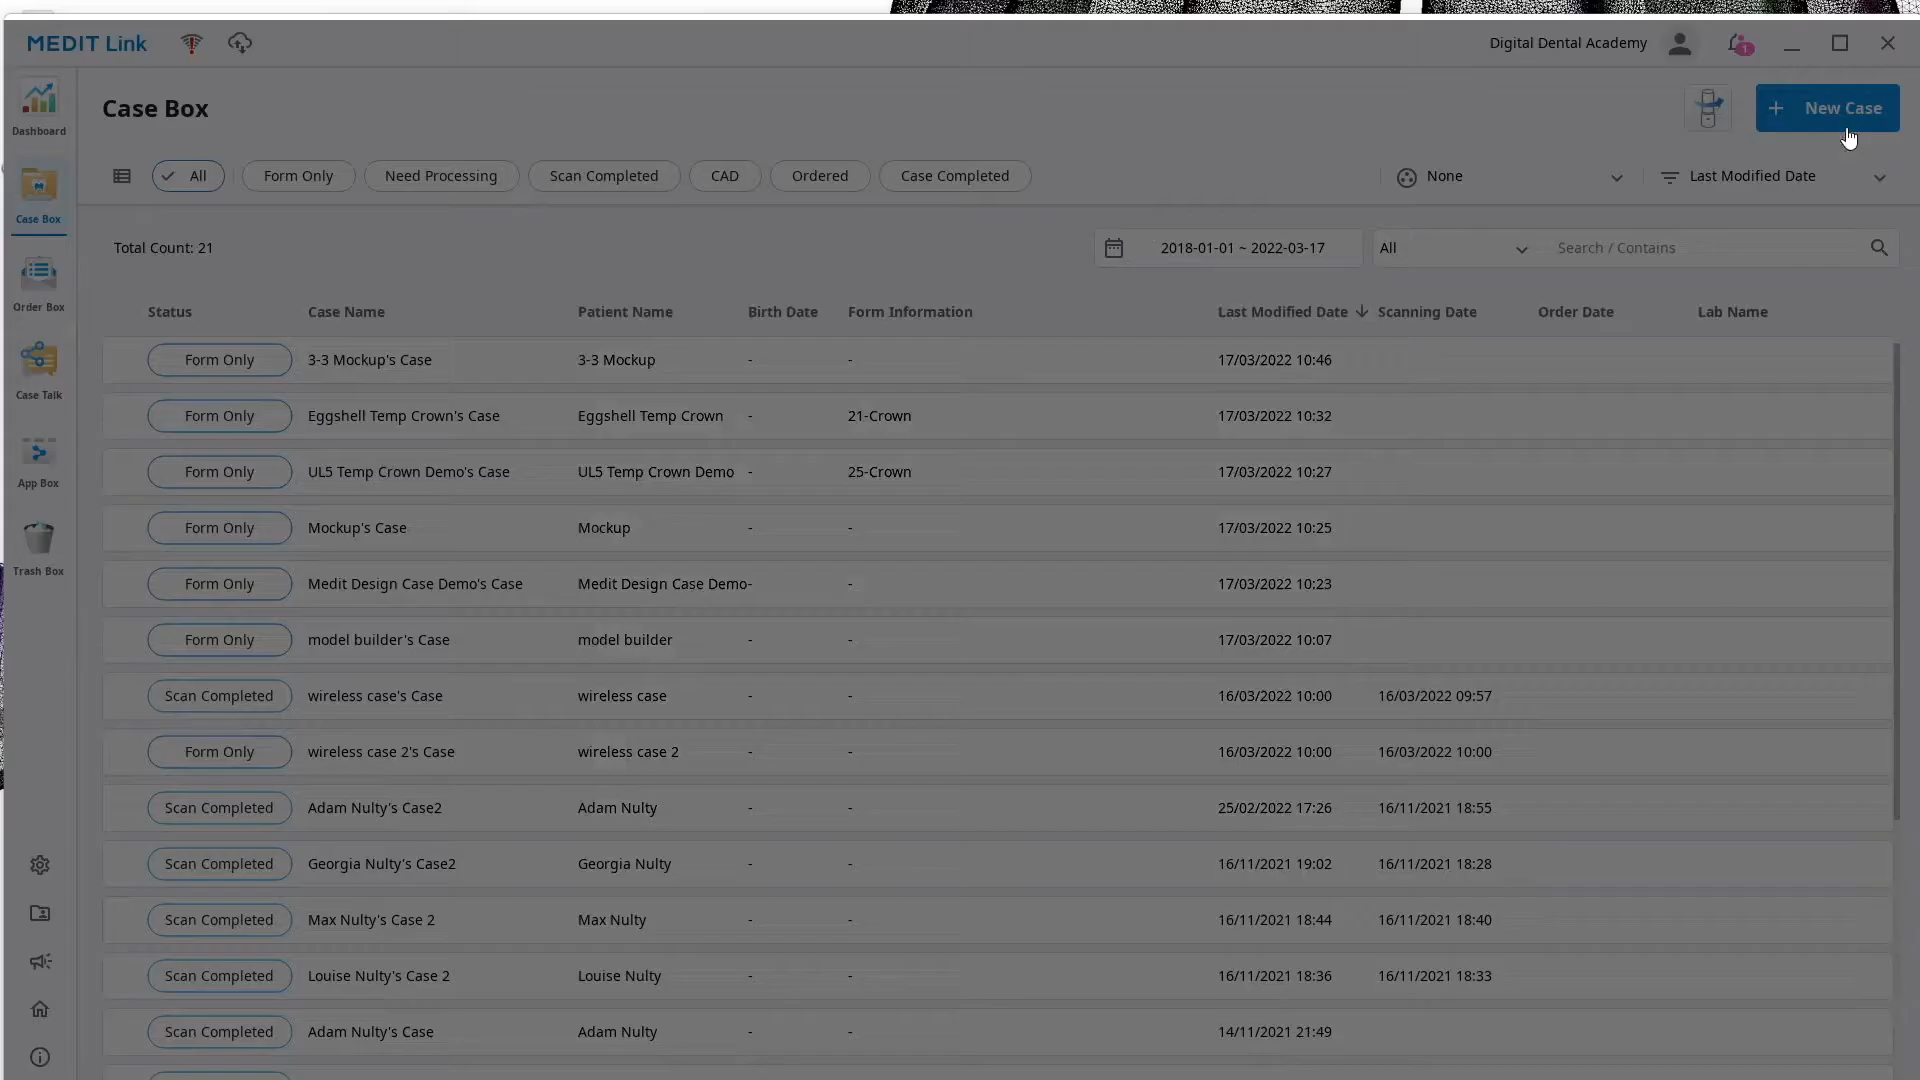 MEDIT Link
Digital Dental Academy
1
Dashboard
Case Box
Order Box
Case Talk
App Box
Trash Box
Case Box
+ New Case
All
Form Only
Need Processing
Scan Completed
CAD
Ordered
Case Completed
None
Last Modified Date
Total Count: 21
2018-01-01 ~ 2022-03-17
All
Search / Contains
Status Case Name Patient Name Birth Date Form Information Last Modified Date Scanning Date Order Date Lab Name
Form Only 3-3 Mockup's Case 3-3 Mockup - - 17/03/2022 10:46
Form Only Eggshell Temp Crown's Case Eggshell Temp Crown - 21-Crown 17/03/2022 10:32
Form Only UL5 Temp Crown Demo's Case UL5 Temp Crown Demo - 25-Crown 17/03/2022 10:27
Form Only Mockup's Case Mockup - - 17/03/2022 10:25
Form Only Medit Design Case Demo's Case Medit Design Case Demo - - 17/03/2022 10:23
Form Only model builder's Case model builder - - 17/03/2022 10:07
Scan Completed wireless case's Case wireless case - - 16/03/2022 10:00 16/03/2022 09:57
Form Only wireless case 2's Case wireless case 2 - - 16/03/2022 10:00 16/03/2022 10:00
Scan Completed Adam Nulty's Case2 Adam Nulty - - 25/02/2022 17:26 16/11/2021 18:55
Scan Completed Georgia Nulty's Case2 Georgia Nulty - - 16/11/2021 19:02 16/11/2021 18:28
Scan Completed Max Nulty's Case 2 Max Nulty - - 16/11/2021 18:44 16/11/2021 18:40
Scan Completed Louise Nulty's Case 2 Louise Nulty - - 16/11/2021 18:36 16/11/2021 18:33
Scan Completed Adam Nulty's Case Adam Nulty - - 14/11/2021 21:49